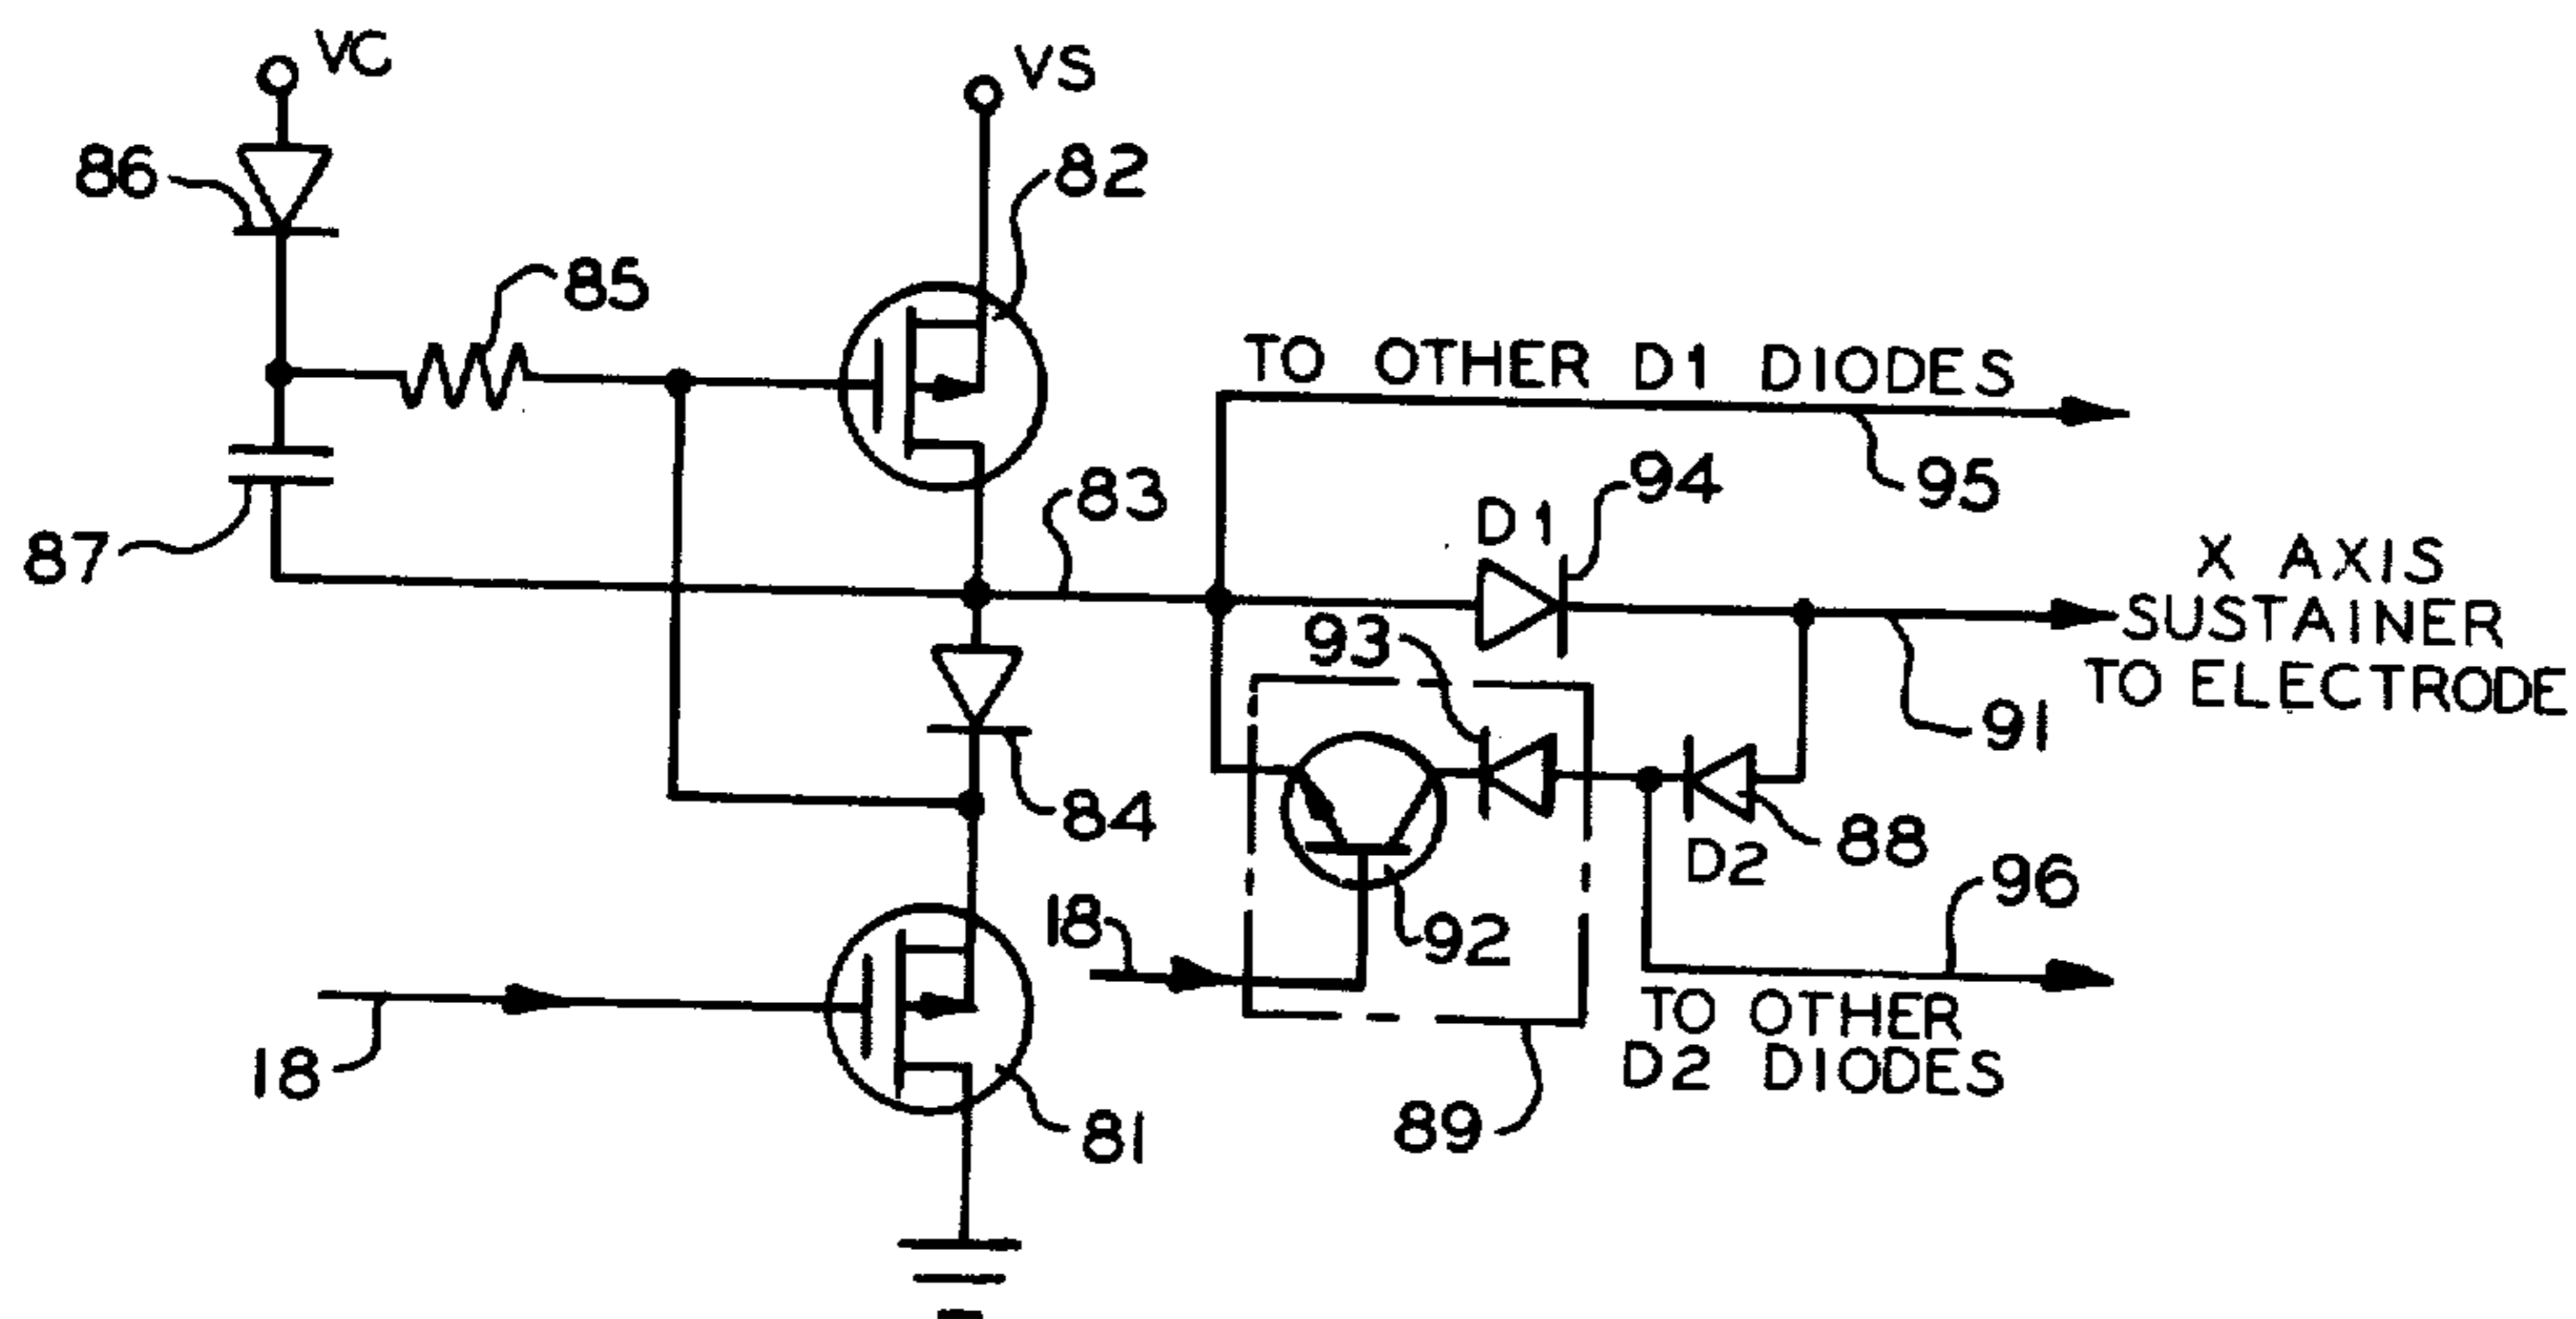 VC
VS
86
82
85
TO OTHER D1 DIODES
95
94
D1
83
87
X AXIS
SUSTAINER
TO ELECTRODE
93
91
84
88
D2
96
18
92
TO OTHER
D2 DIODES
18
81
89